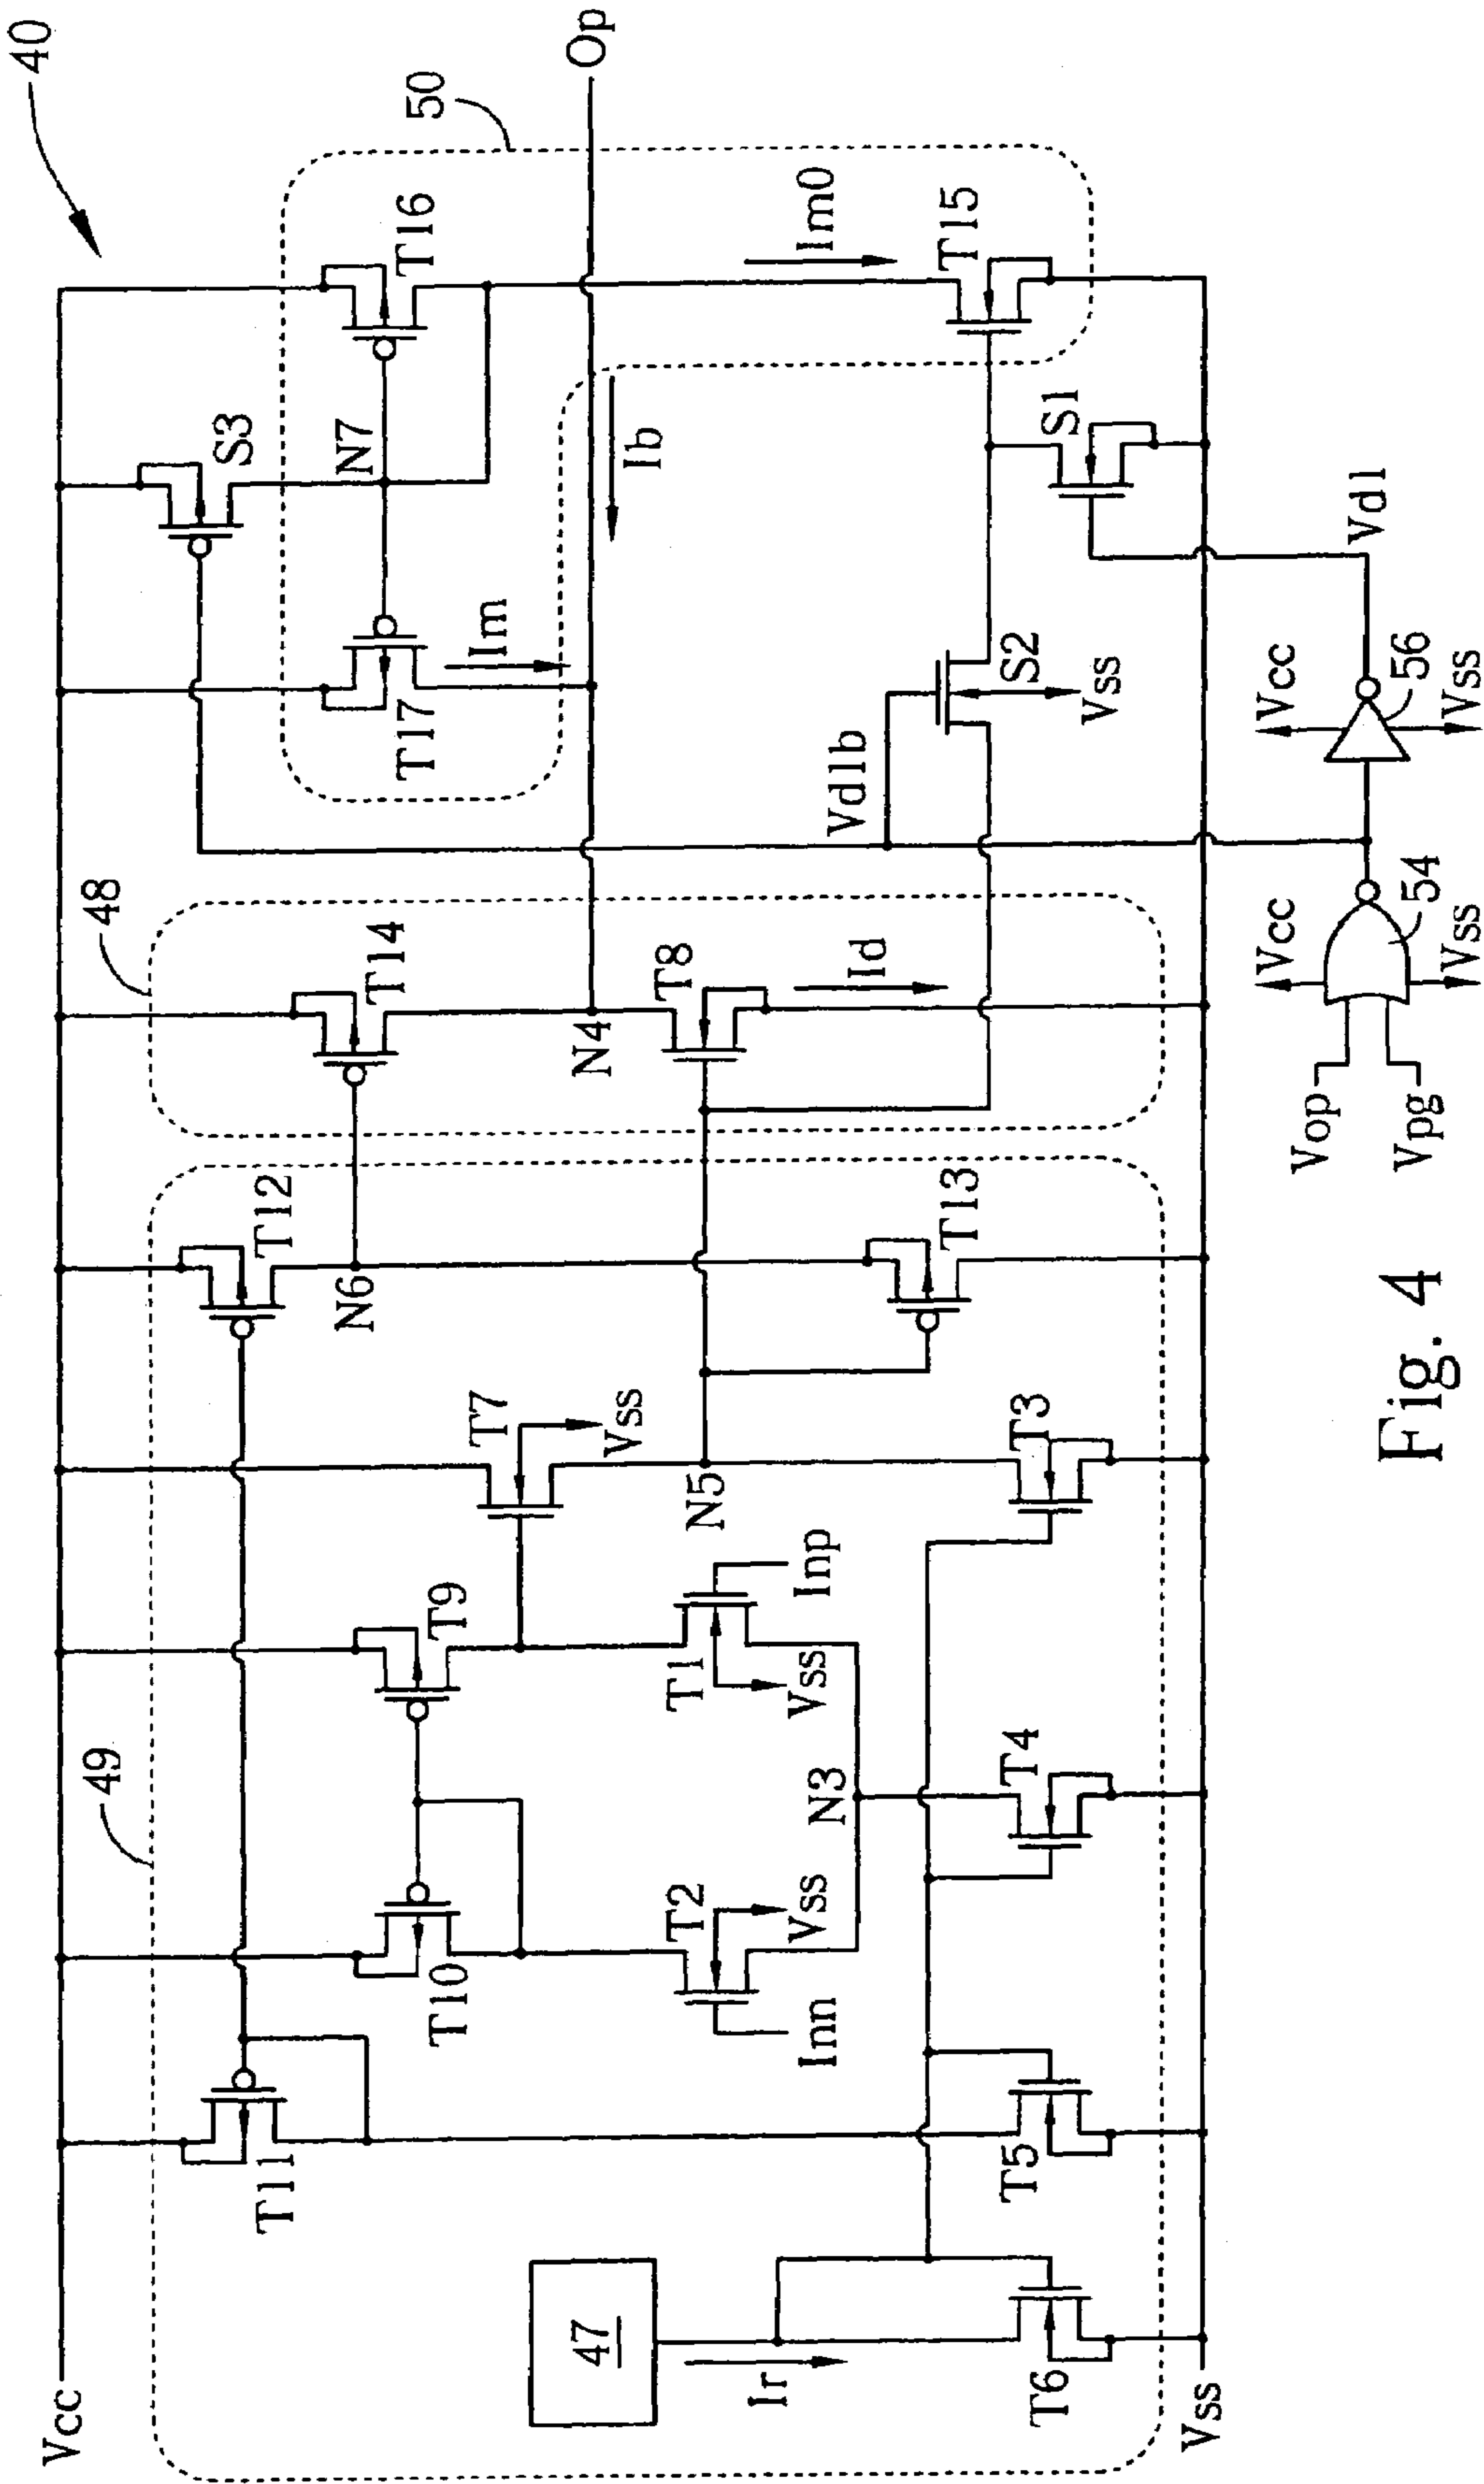 40
50
Op
Vcc
49
48
T11
T12
T14
S3
T16
T17
N7
Im
Im0
Ib
N6
T10
T9
T7
Vss
N4
T8
Id
47
Ir
T2
Inn
Vss
T1
Inp
Vss
N5
N3
T13
Vd1b
S2
Vss
T15
S1
T6
T5
T4
T3
Vss
Vd1
Vop
Vpg
Vcc
54
Vss
Vcc
56
Vss
Fig. 4